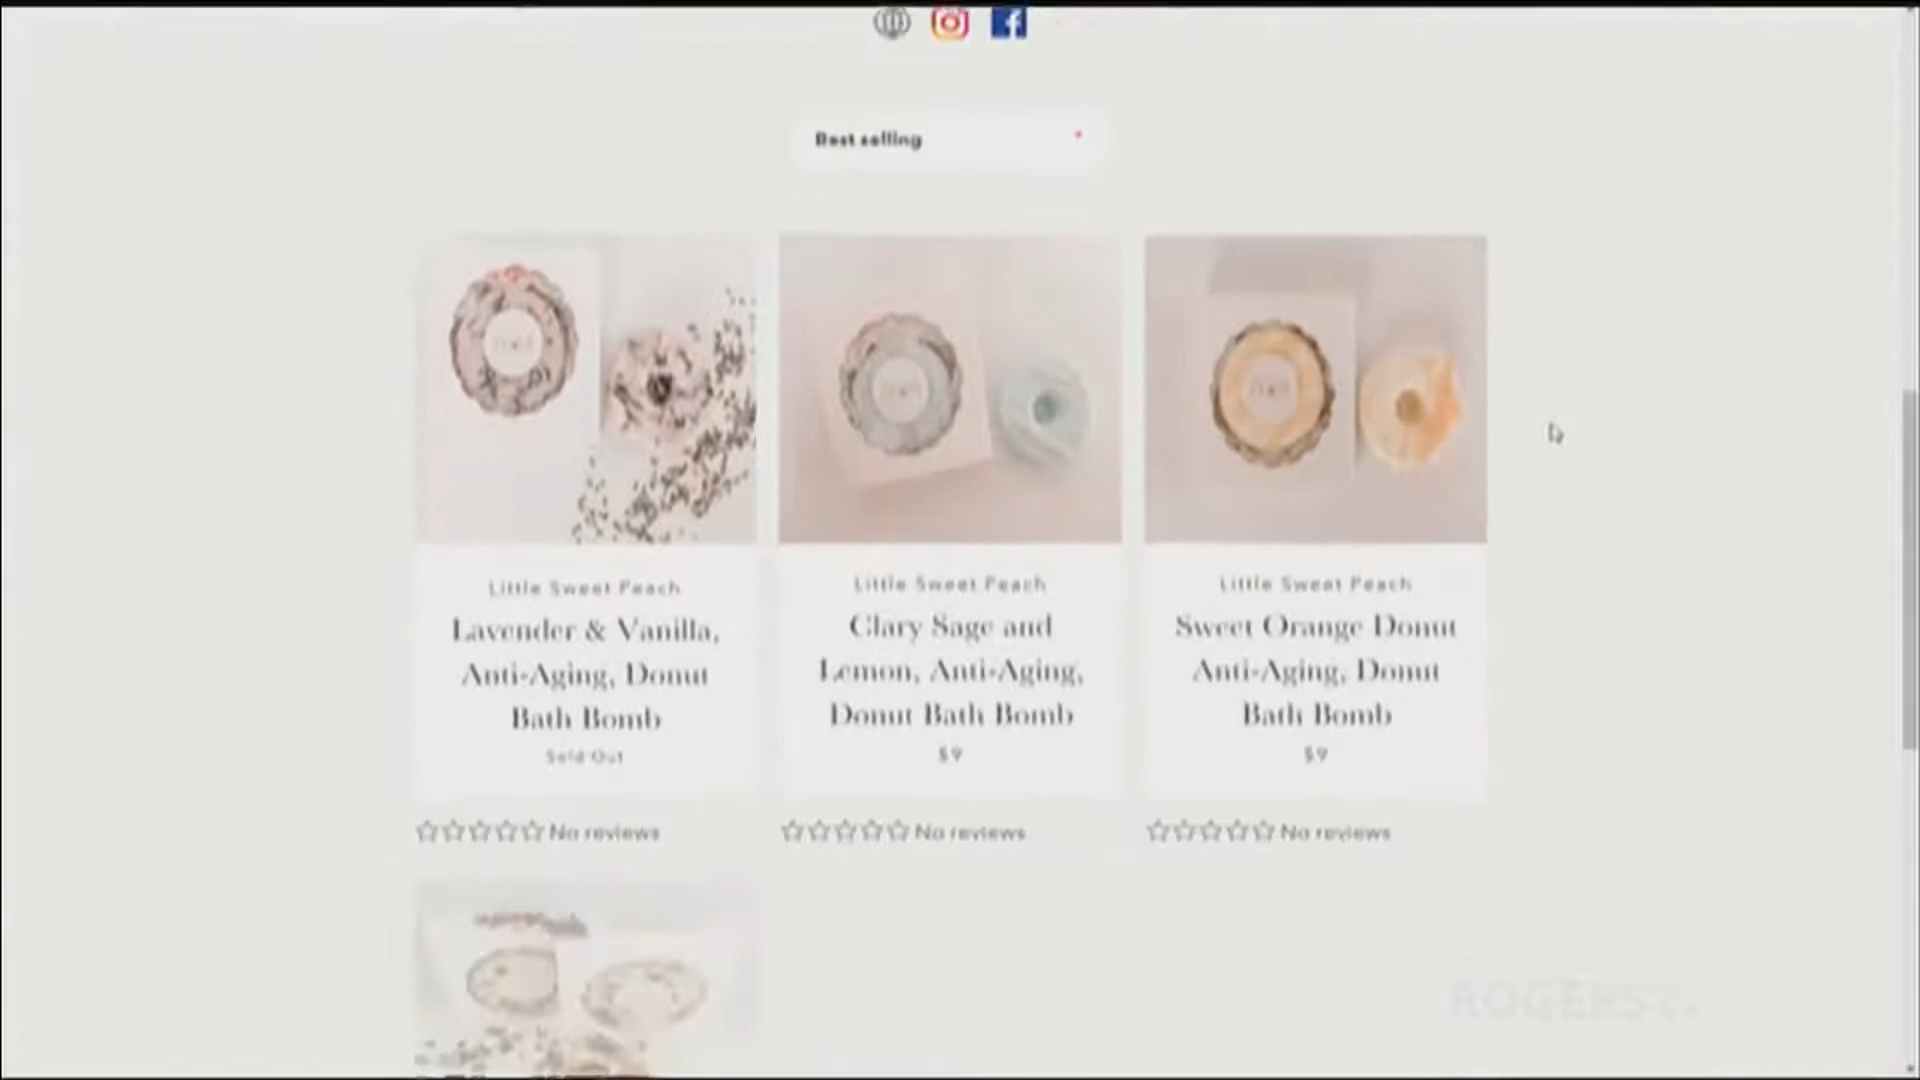 Best selling
Little Sweet Peach
Lavender & Vanilla,
Anti-Aging, Donut
Bath Bomb
Sold Out
No reviews
Little Sweet Peach
Clary Sage and
Lemon, Anti-Aging,
Donut Bath Bomb
$9
No reviews
Little Sweet Peach
Sweet Orange Donut
Anti-Aging, Donut
Bath Bomb
$9
No reviews
ROGERS tv